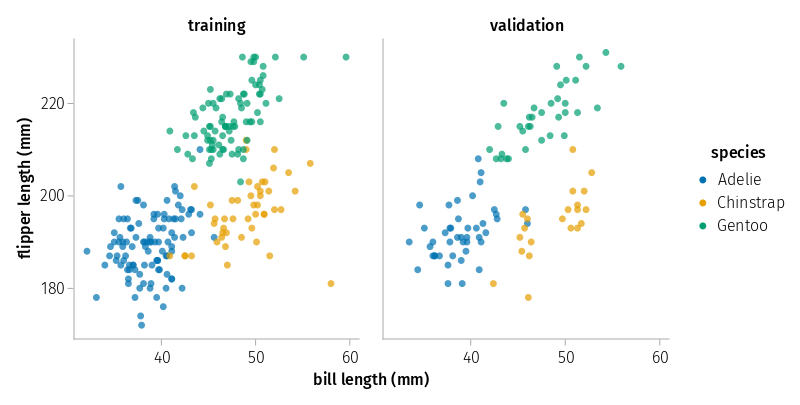 training
validation
flipper length (mm)
220
200
180
40
50
60
40
50
60
bill length (mm)
species
Adelie
Chinstrap
Gentoo